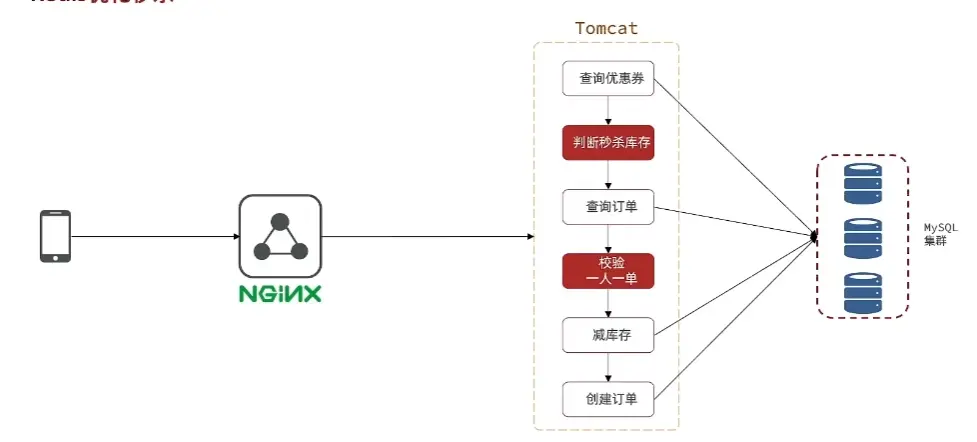 Tomcat
查询优惠券
判断秒杀库存
查询订单
校验
一人一单
减库存
创建订单
NGiNX
MySQL
集群